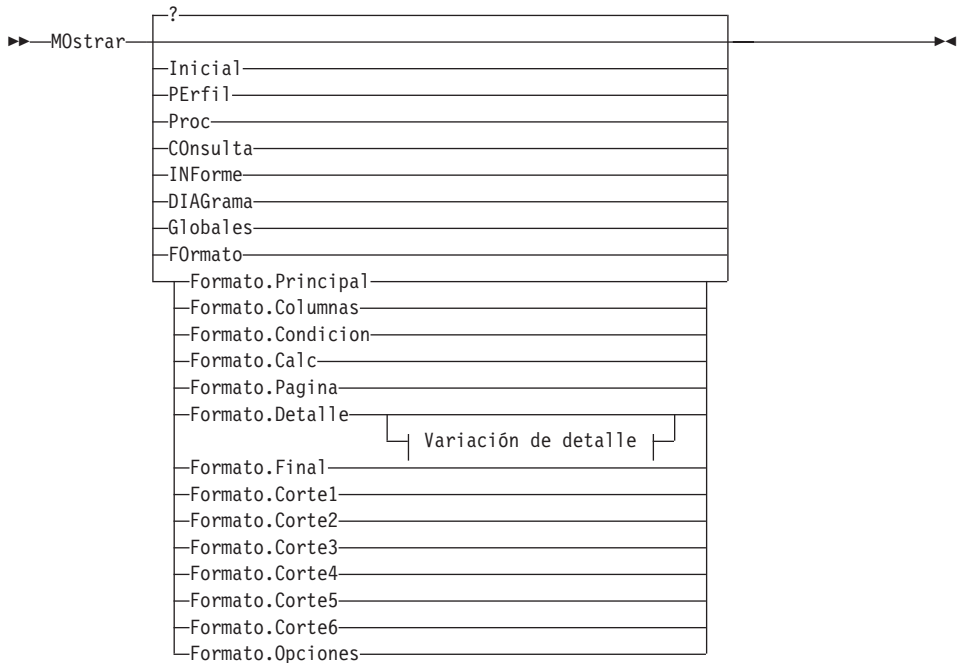 ?
MOstrar
Inicial
PErfil
Proc
COnsulta
INForme
DIAGrama
Globales
FOrmato
Formato.Principal
Formato.Columnas
Formato.Condicion
Formato.Calc
Formato.Pagina
Formato.Detalle
Variación de detalle
Formato.Final
Formato.Corte1
Formato.Corte2
Formato.Corte3
Formato.Corte4
Formato.Corte5
Formato.Corte6
Formato.Opciones